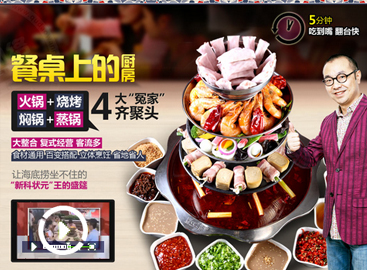 餐桌上的厨房
5分钟
吃到嘴 翻台快
火锅+烧烤
焖锅+蒸锅
4大“冤家”
齐聚头
大整合 复式经营 客流多
食材通用 百变搭配 立体烹饪 省地省人
让海底捞坐不住的
“新科状元”王的盛筵